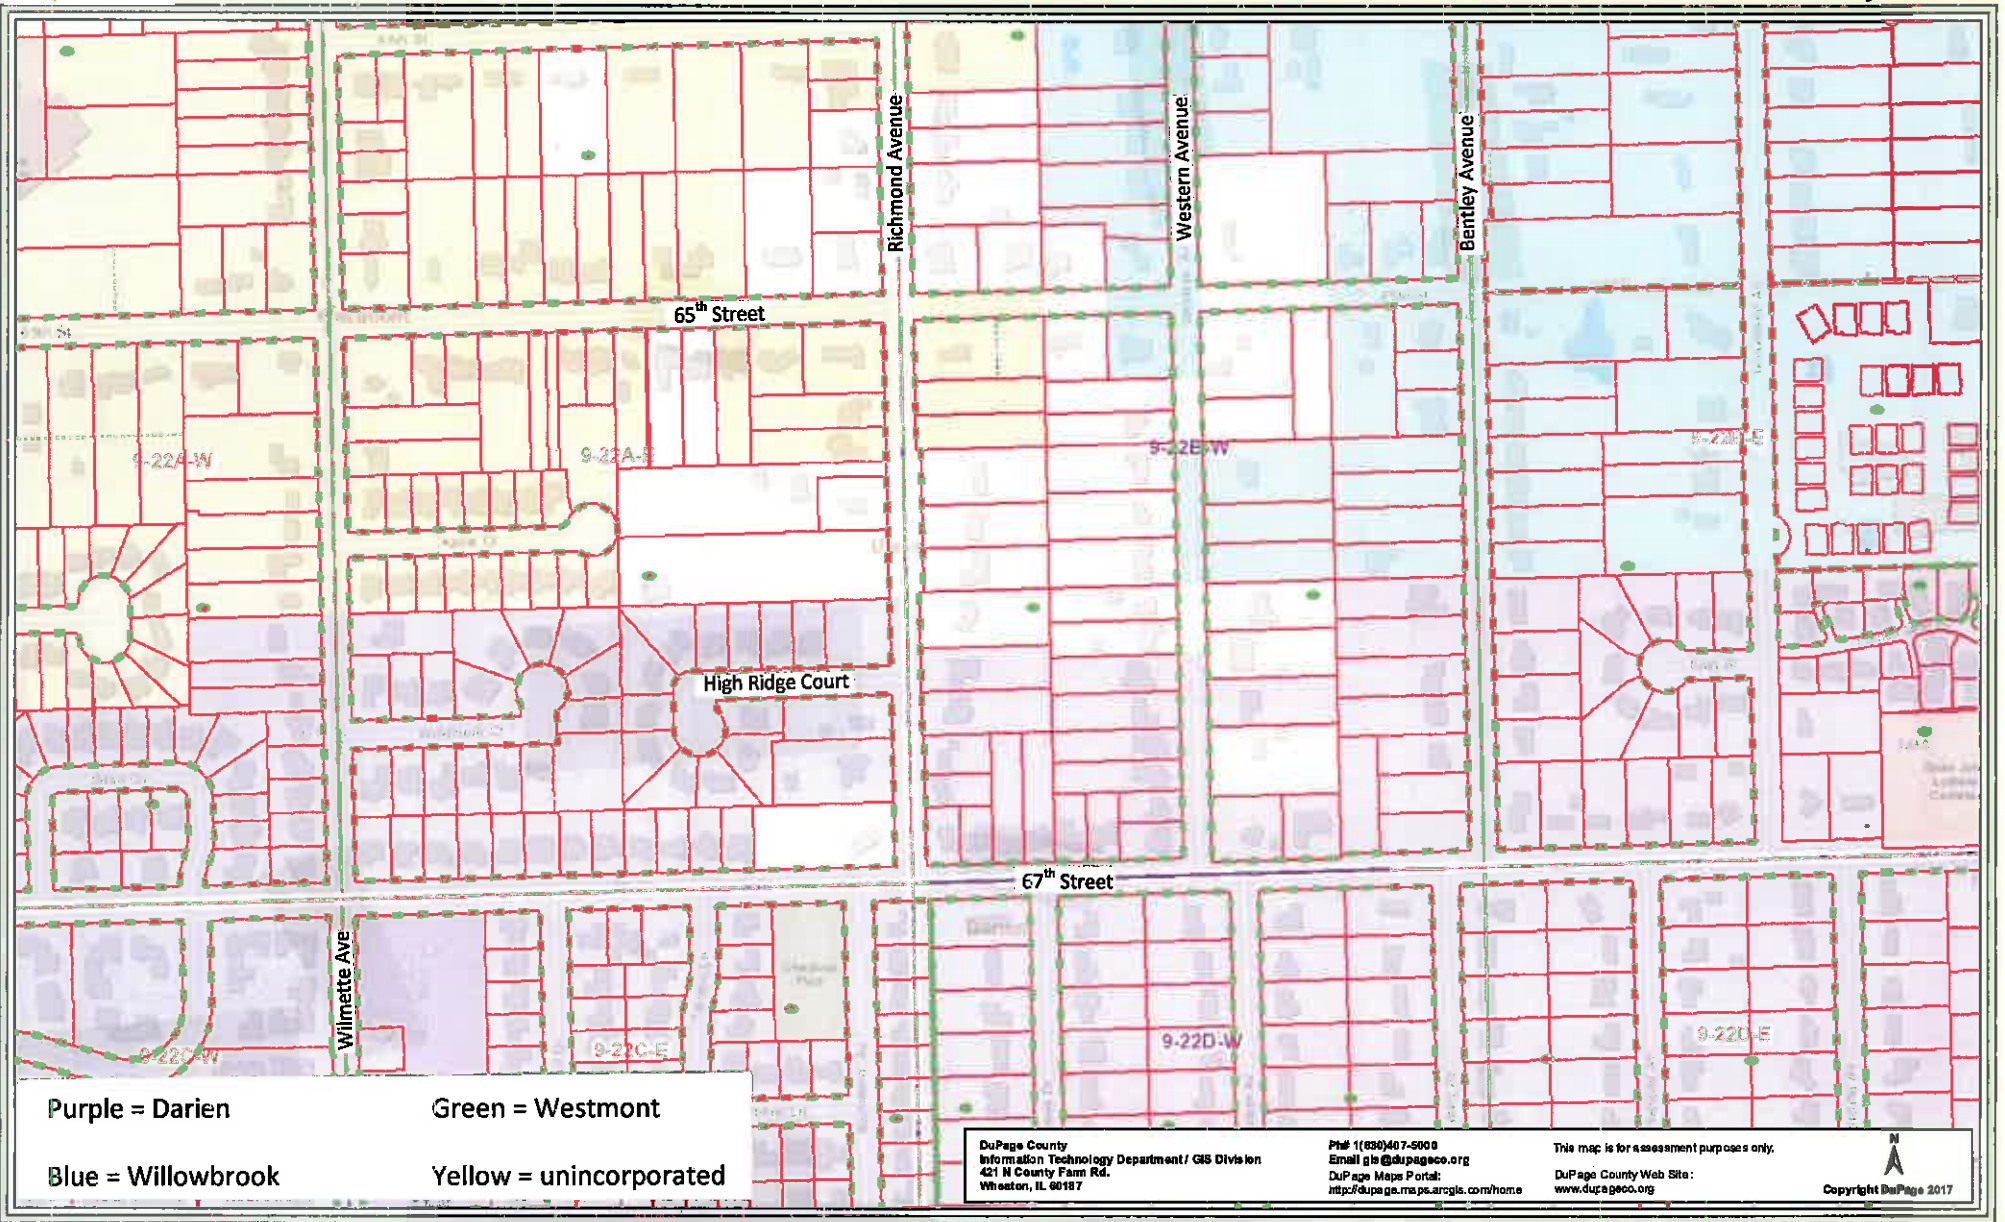 Richmond Avenue
Western Avenue
Bentley Avenue
65th Street
9-22A-W
9-22A-E
9-22B-W
High Ridge Court
67th Street
Wilmette Ave
9-22C-W
9-22C-E
9-22D-W
9-22D-E
Purple = Darien
Green = Westmont
Blue = Willowbrook
Yellow = unincorporated
DuPage County
Information Technology Department / GIS Division
421 N County Farm Rd.
Wheaton, IL 60187
Ph# 1(630)407-5000
Email gis@dupageco.org
DuPage Maps Portal:
http://dupage.maps.arcgis.com/home
This map is for assessment purposes only.
DuPage County Web Site:
www.dupageco.org
N
Copyright DuPage 2017